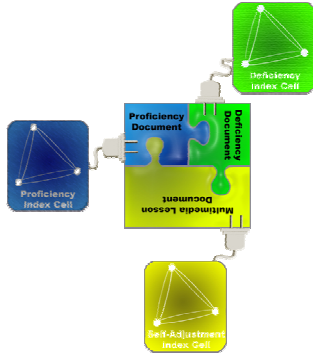 Deficiency
Index Cell
Proficiency
Document
Deficiency
Document
Proficiency
Index Cell
Multimedia Lesson
Document
Self-Adjustment
Index Cell